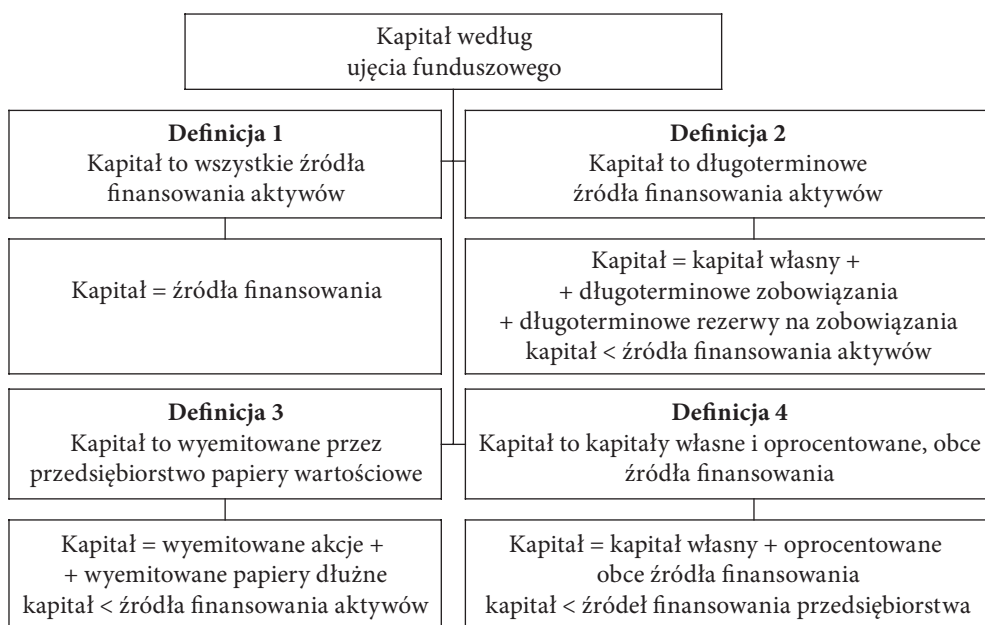 Kapitał według
ujęcia funduszowego
Definicja 1
Kapitał to wszystkie źródła
finansowania aktywów
Definicja 2
Kapitał to długoterminowe
źródła finansowania aktywów
Kapitał = źródła finansowania
Kapitał = kapitał własny +
+ długoterminowe zobowiązania
+ długoterminowe rezerwy na zobowiązania
kapitał < źródła finansowania aktywów
Definicja 3
Kapitał to wyemitowane przez
przedsiębiorstwo papiery wartościowe
Definicja 4
Kapitał to kapitały własne i oprocentowane, obce
źródła finansowania
Kapitał = wyemitowane akcje +
+ wyemitowane papiery dłużne
kapitał < źródła finansowania aktywów
Kapitał = kapitał własny + oprocentowane
obce źródła finansowania
kapitał < źródeł finansowania przedsiębiorstwa